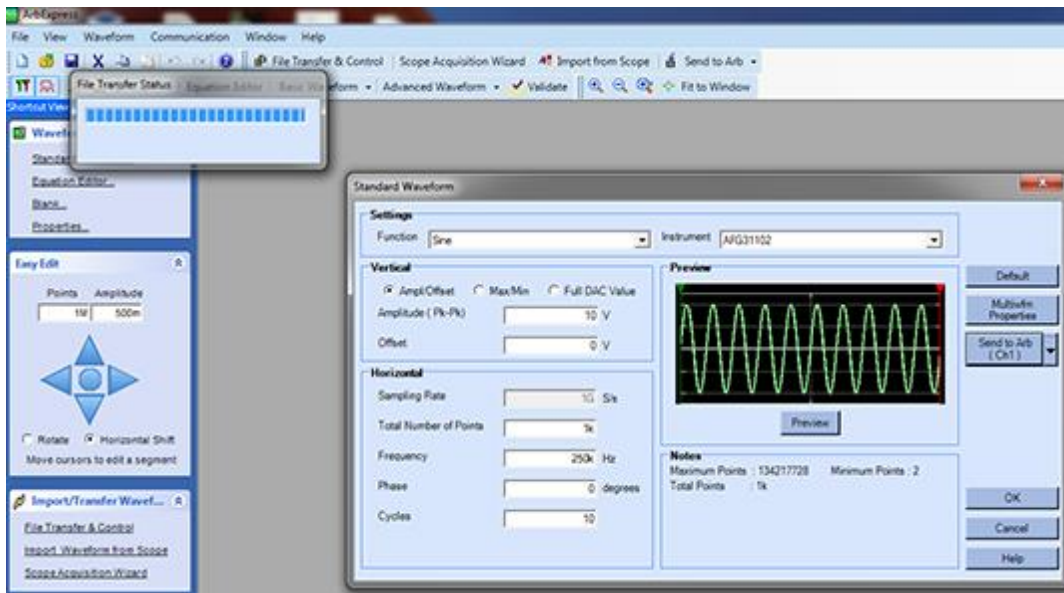 ArbExpress
File View Waveform Communication Window Help
File Transfer & Control Scope Acquisition Wizard Import from Scope Send to Arb
File Transfer Status Equation Editor Advanced Waveform Validate Fit to Window
Shortcut View
Standard Waveform
Equation Editor...
Blank...
Properties...
Settings
Function Sine Instrument AFG31102
Easy Edit
Vertical Preview
Default
Ampl/Offset Max/Min Full DAC Value
Points Amplitude
500m
Amplitude ( Pk-Pk) 10 V
Multiwfm
Properties
Offset 0 V
Send to Arb
( Ch1 )
Horizontal
Sampling Rate 1G S/s
Total Number of Points 1k
Preview
Rotate Horizontal Shift
Move cursors to edit a segment
Frequency 250k Hz
Notes
Maximum Points : 134217728 Minimum Points : 2
Total Points : 1k
Phase 0 degrees
Import/Transfer Wavef...
OK
Cycles 10
File Transfer & Control
Cancel
Import Waveform from Scope
Help
Scope Acquisition Wizard